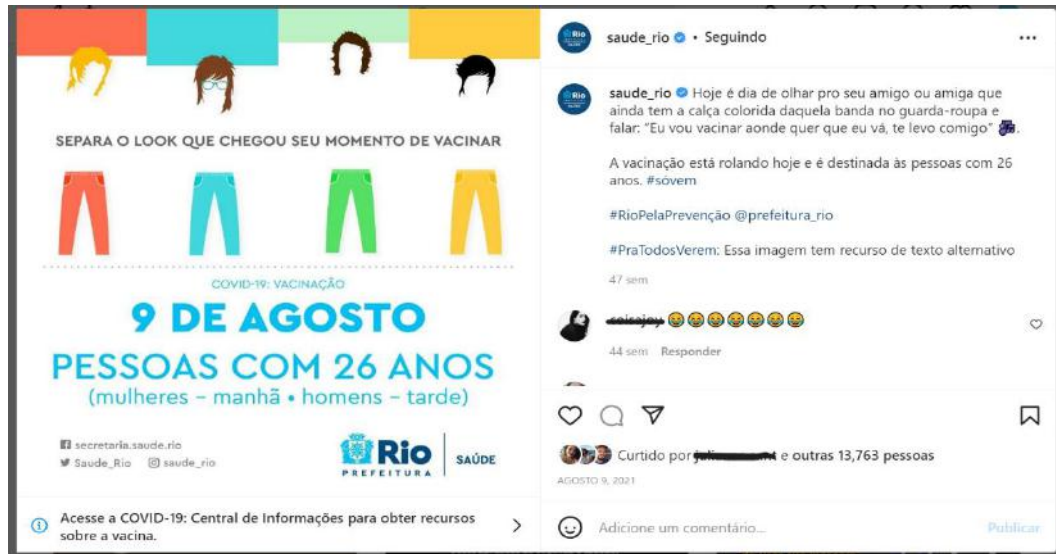 SEPARA O LOOK QUE CHEGOU SEU MOMENTO DE VACINAR
COVID-19: VACINAÇÃO
9 DE AGOSTO
PESSOAS COM 26 ANOS
(mulheres – manhã • homens – tarde)
secretaria.saude.rio
Saude_Rio saude_rio
Rio
PREFEITURA
SAÚDE
Acesse a COVID-19: Central de Informações para obter recursos
sobre a vacina.
saude_rio • Seguindo
saude_rio Hoje é dia de olhar pro seu amigo ou amiga que
ainda tem a calça colorida daquela banda no guarda-roupa e
falar: “Eu vou vacinar aonde quer que eu vá, te levo comigo” .
A vacinação está rolando hoje e é destinada às pessoas com 26
anos. #sóvem
#RioPelaPrevenção @prefeitura_rio
#PraTodosVerem: Essa imagem tem recurso de texto alternativo
47 sem
😂😂😂😂😂😂😂
44 sem Responder
Curtido por e outras 13,763 pessoas
AGOSTO 9, 2021
Adicione um comentário...
Publicar